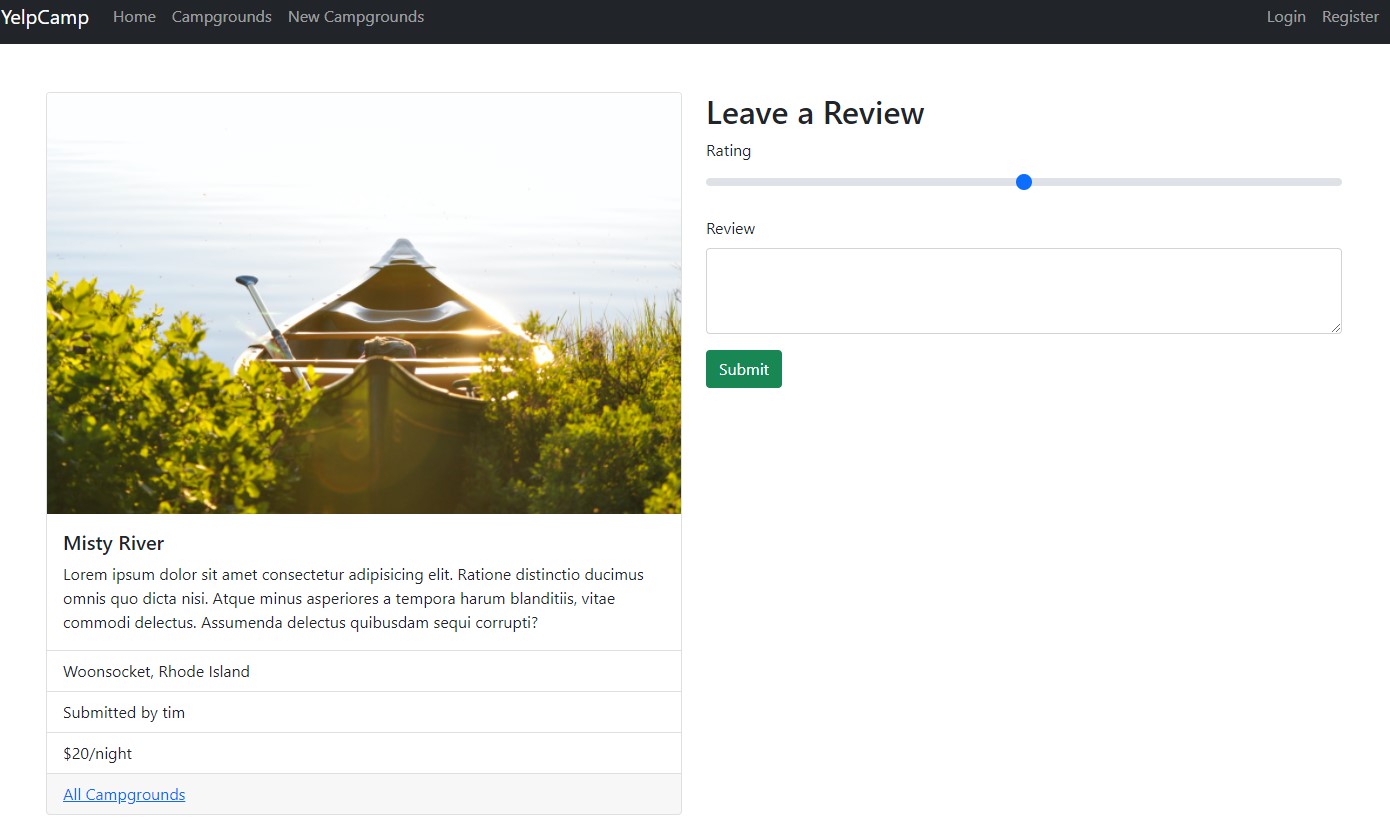 YelpCamp Home Campgrounds New Campgrounds Login Register
Misty River
Lorem ipsum dolor sit amet consectetur adipisicing elit. Ratione distinctio ducimus
omnis quo dicta nisi. Atque minus asperiores a tempora harum blanditiis, vitae
commodi delectus. Assumenda delectus quibusdam sequi corrupti?
Woonsocket, Rhode Island
Submitted by tim
$20/night
All Campgrounds
Leave a Review
Rating
Review
Submit